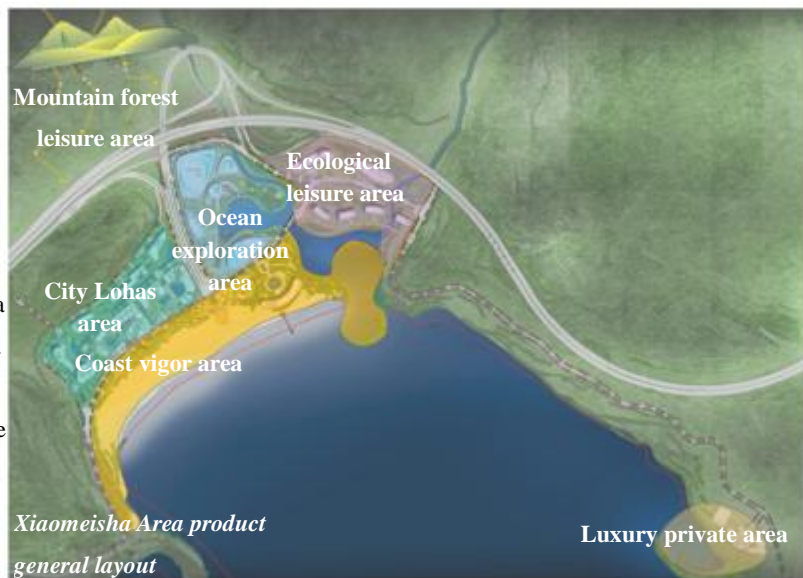 Mountain forest
leisure area
Ecological
leisure area
Ocean
exploration
area
City Lohas
area
Coast vigor area
Luxury private area
Xiaomeisha Area product
general layout